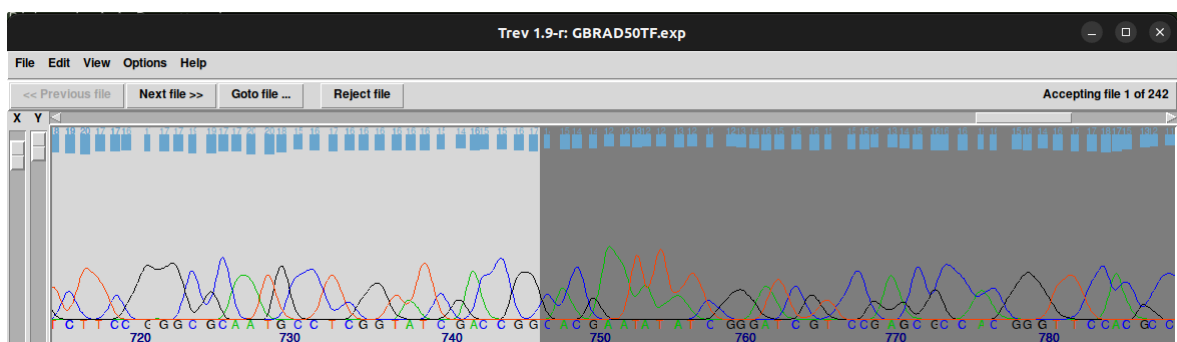 Trev 1.9-r: GBRAD50TF.exp
File Edit View Options Help
<< Previous file Next file >> Goto file ... Reject file Accepting file 1 of 242
X Y
T C T T C C G G G C G C A A T G C C T C G G T A T C G A C C G G C A C G A A T A T A T C G G G A T C G T C C G A G C G C C A C G G G T T C C A C G C C
720 730 740 750 760 770 780